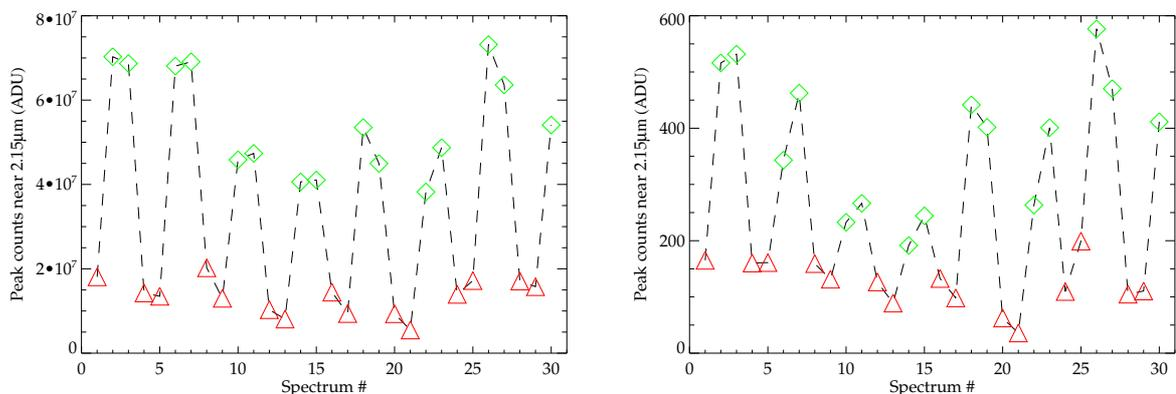 Peak counts near 2.15μm (ADU)
8•10⁷
6•10⁷
4•10⁷
2•10⁷
0
0 5 10 15 20 25 30
Spectrum #
Peak counts near 2.15μm (ADU)
600
400
200
0
0 5 10 15 20 25 30
Spectrum #